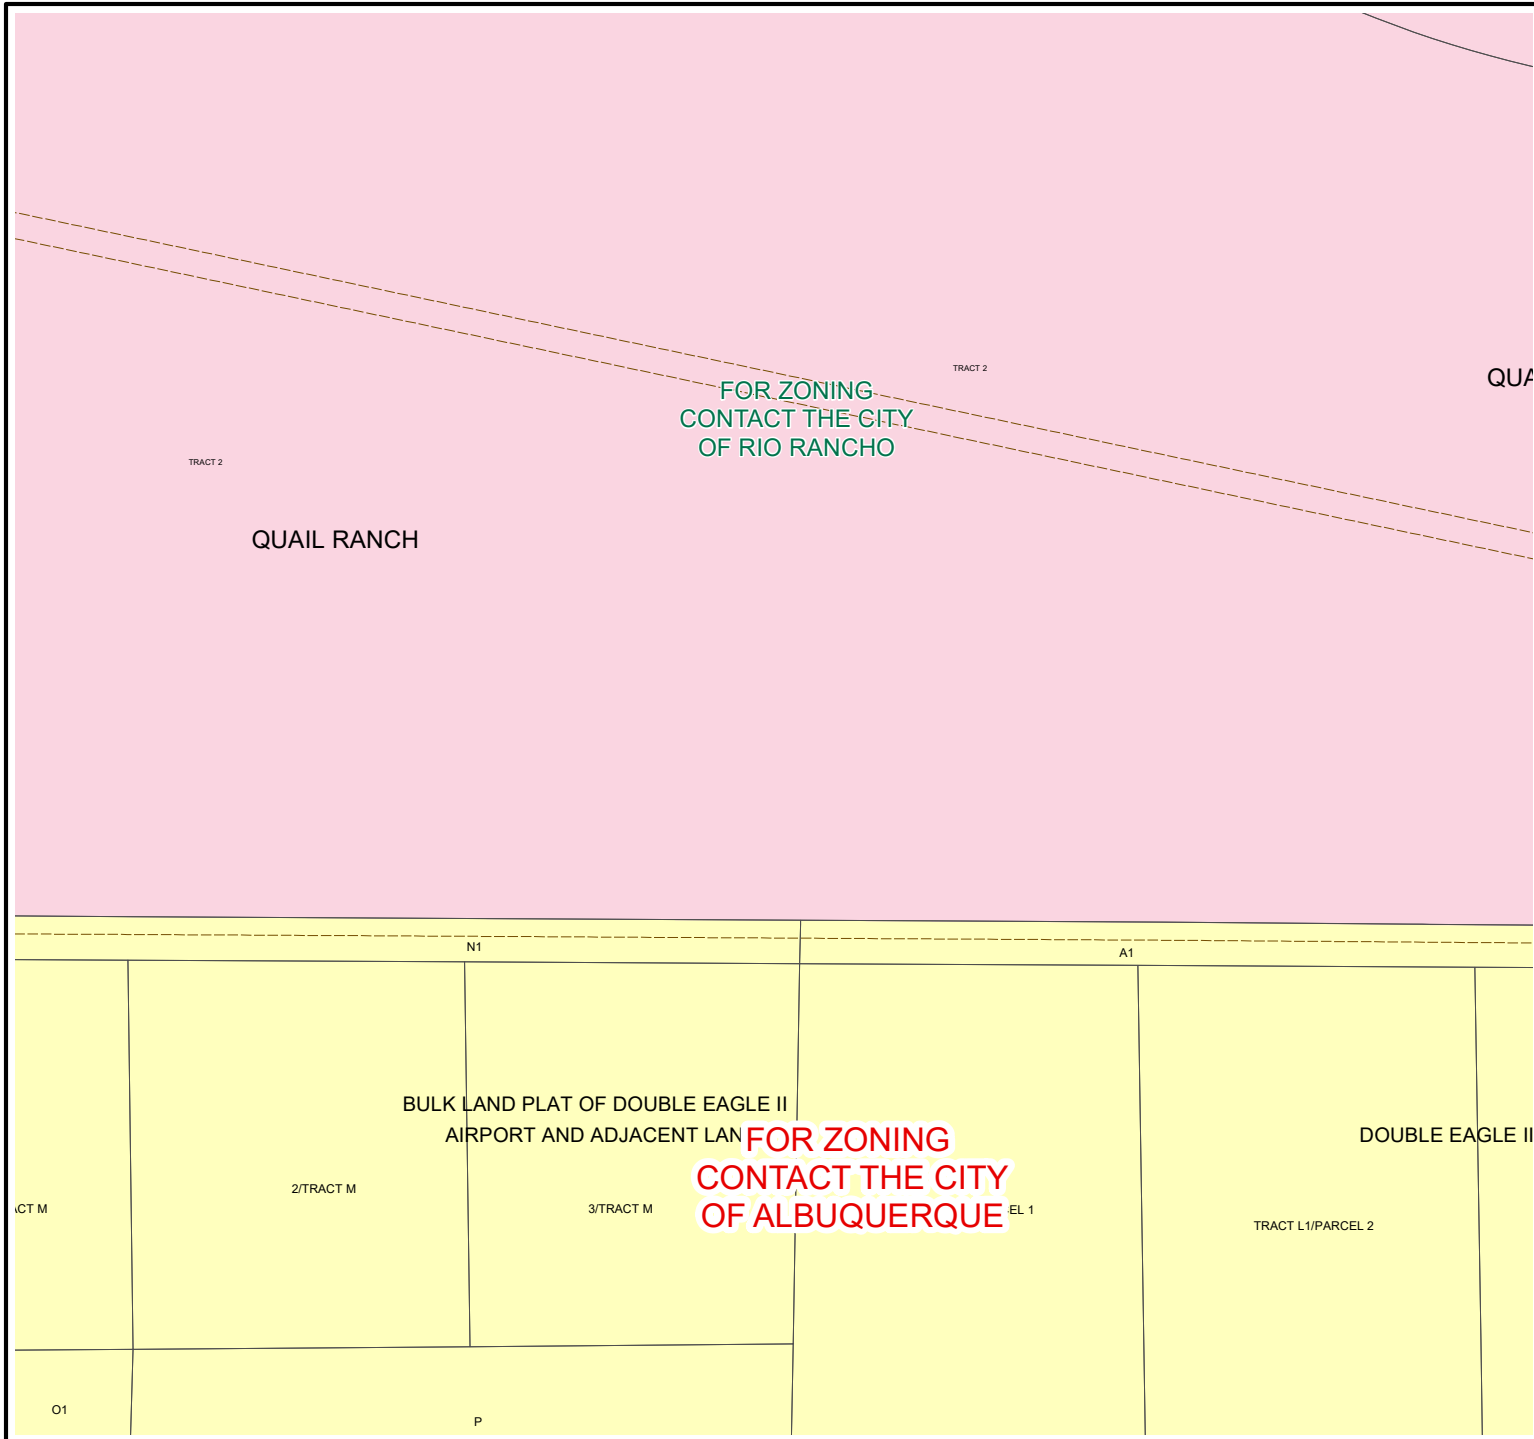 TRACT 2
QUA
FOR ZONING
CONTACT THE CITY
OF RIO RANCHO
TRACT 2
QUAIL RANCH
N1
A1
BULK LAND PLAT OF DOUBLE EAGLE II
AIRPORT AND ADJACENT LAN
FOR ZONING
CONTACT THE CITY
OF ALBUQUERQUE
DOUBLE EAGLE II
ACT M
2/TRACT M
3/TRACT M
EL 1
TRACT L1/PARCEL 2
O1
P